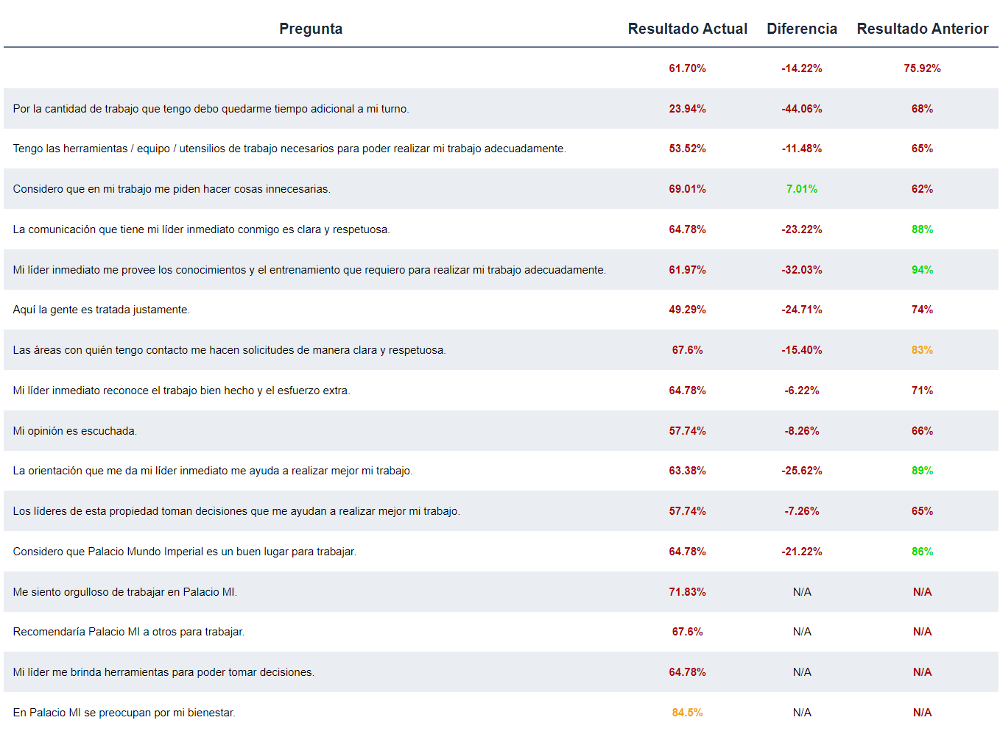 Pregunta Resultado Actual Diferencia Resultado Anterior
61.70% -14.22% 75.92%
Por la cantidad de trabajo que tengo debo quedarme tiempo adicional a mi turno. 23.94% -44.06% 68%
Tengo las herramientas / equipo / utensilios de trabajo necesarios para poder realizar mi trabajo adecuadamente. 53.52% -11.48% 65%
Considero que en mi trabajo me piden hacer cosas innecesarias. 69.01% 7.01% 62%
La comunicación que tiene mi líder inmediato conmigo es clara y respetuosa. 64.78% -23.22% 88%
Mi líder inmediato me provee los conocimientos y el entrenamiento que requiero para realizar mi trabajo adecuadamente. 61.97% -32.03% 94%
Aquí la gente es tratada justamente. 49.29% -24.71% 74%
Las áreas con quién tengo contacto me hacen solicitudes de manera clara y respetuosa. 67.6% -15.40% 83%
Mi líder inmediato reconoce el trabajo bien hecho y el esfuerzo extra. 64.78% -6.22% 71%
Mi opinión es escuchada. 57.74% -8.26% 66%
La orientación que me da mi líder inmediato me ayuda a realizar mejor mi trabajo. 63.38% -25.62% 89%
Los líderes de esta propiedad toman decisiones que me ayudan a realizar mejor mi trabajo. 57.74% -7.26% 65%
Considero que Palacio Mundo Imperial es un buen lugar para trabajar. 64.78% -21.22% 86%
Me siento orgulloso de trabajar en Palacio MI. 71.83% N/A N/A
Recomendaría Palacio MI a otros para trabajar. 67.6% N/A N/A
Mi líder me brinda herramientas para poder tomar decisiones. 64.78% N/A N/A
En Palacio MI se preocupan por mi bienestar. 84.5% N/A N/A